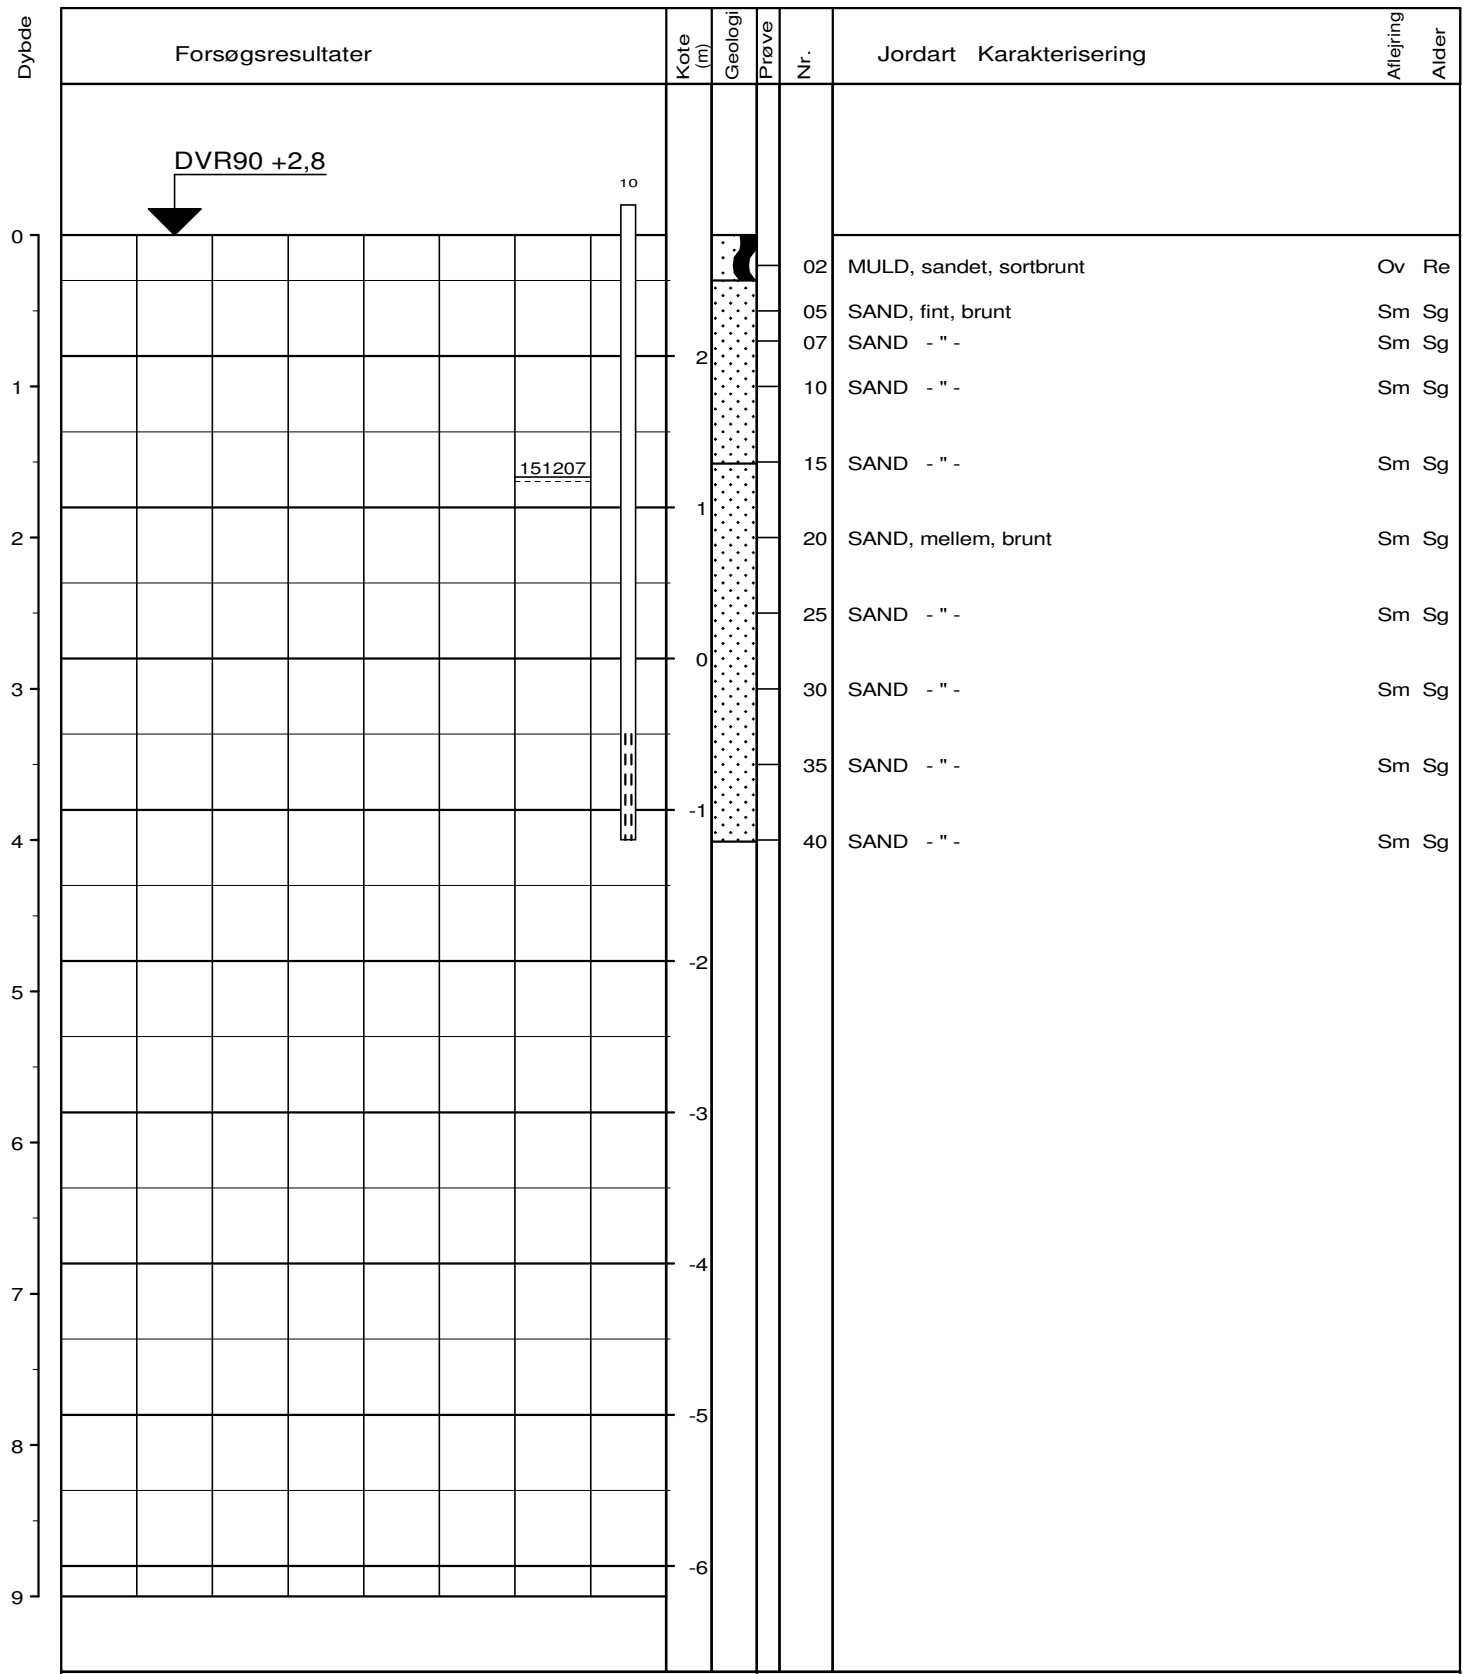 Dybde Forsøgsresultater Kote (m) Geologi Prøve Nr. Jordart Karakterisering Aflejring Alder
DVR90 +2,8
10
0
02 MULD, sandet, sortbrunt Ov Re
05 SAND, fint, brunt Sm Sg
07 SAND - " - Sm Sg
2
1 10 SAND - " - Sm Sg
15 SAND - " - Sm Sg
151207
1
2 20 SAND, mellem, brunt Sm Sg
25 SAND - " - Sm Sg
0
3 30 SAND - " - Sm Sg
35 SAND - " - Sm Sg
-1
4 40 SAND - " - Sm Sg
-2
5
-3
6
-4
7
-5
8
-6
9